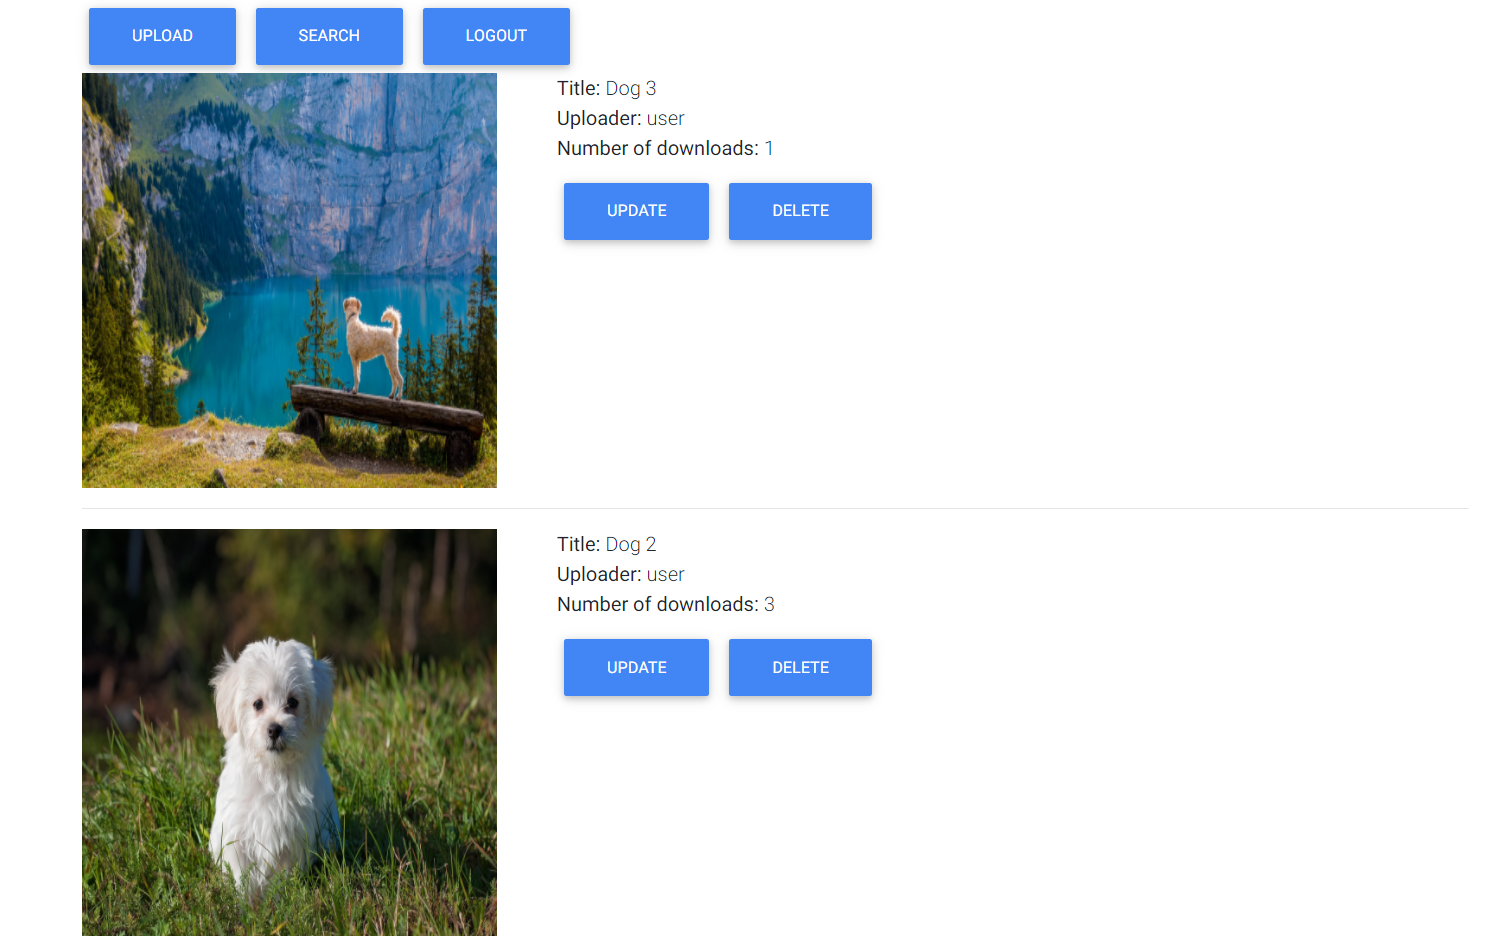 UPLOAD SEARCH LOGOUT
Title: Dog 3
Uploader: user
Number of downloads: 1
UPDATE DELETE
Title: Dog 2
Uploader: user
Number of downloads: 3
UPDATE DELETE